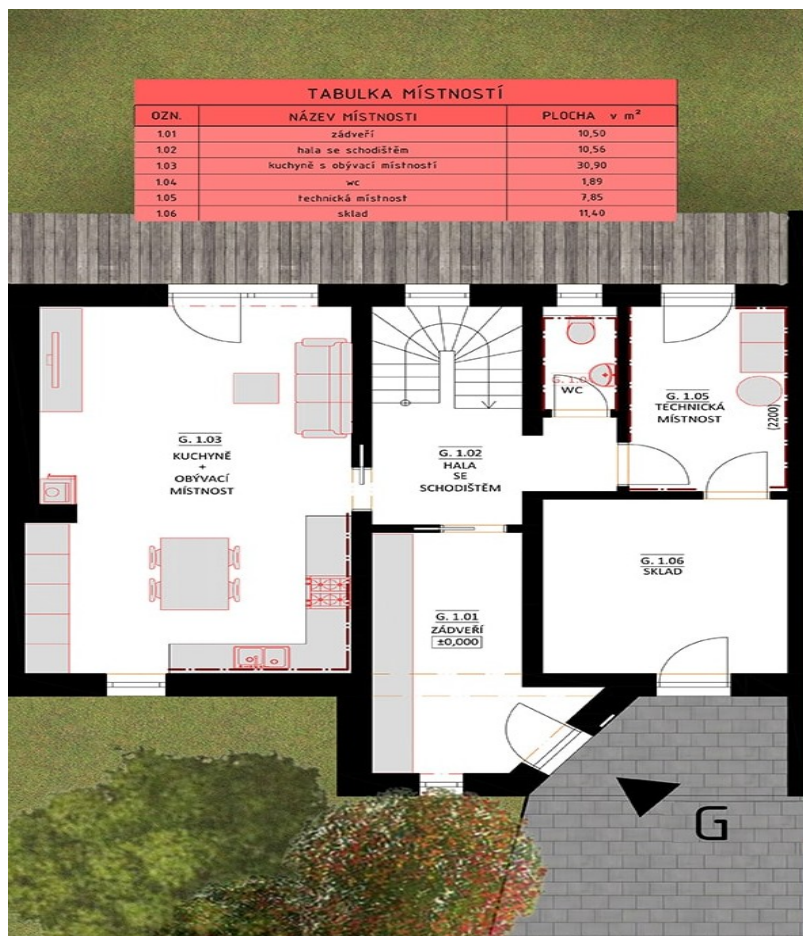 TABULKA MÍSTNOSTÍ
OZN. NÁZEV MÍSTNOSTI PLOCHA v m²
1.01 zádveří 10,50
1.02 hala se schodištěm 10,56
1.03 kuchyně s obývací místností 30,90
1.04 wc 1,89
1.05 technická místnost 7,85
1.06 sklad 11,40
G. 1.0
WC
G. 1.05
TECHNICKÁ
MÍSTNOST
(2200)
G. 1.03
KUCHYNĚ
+
OBÝVACÍ
MÍSTNOST
G. 1.02
HALA
SE
SCHODIŠTĚM
G. 1.06
SKLAD
G. 1.01
ZÁDVEŘÍ
±0,000
G